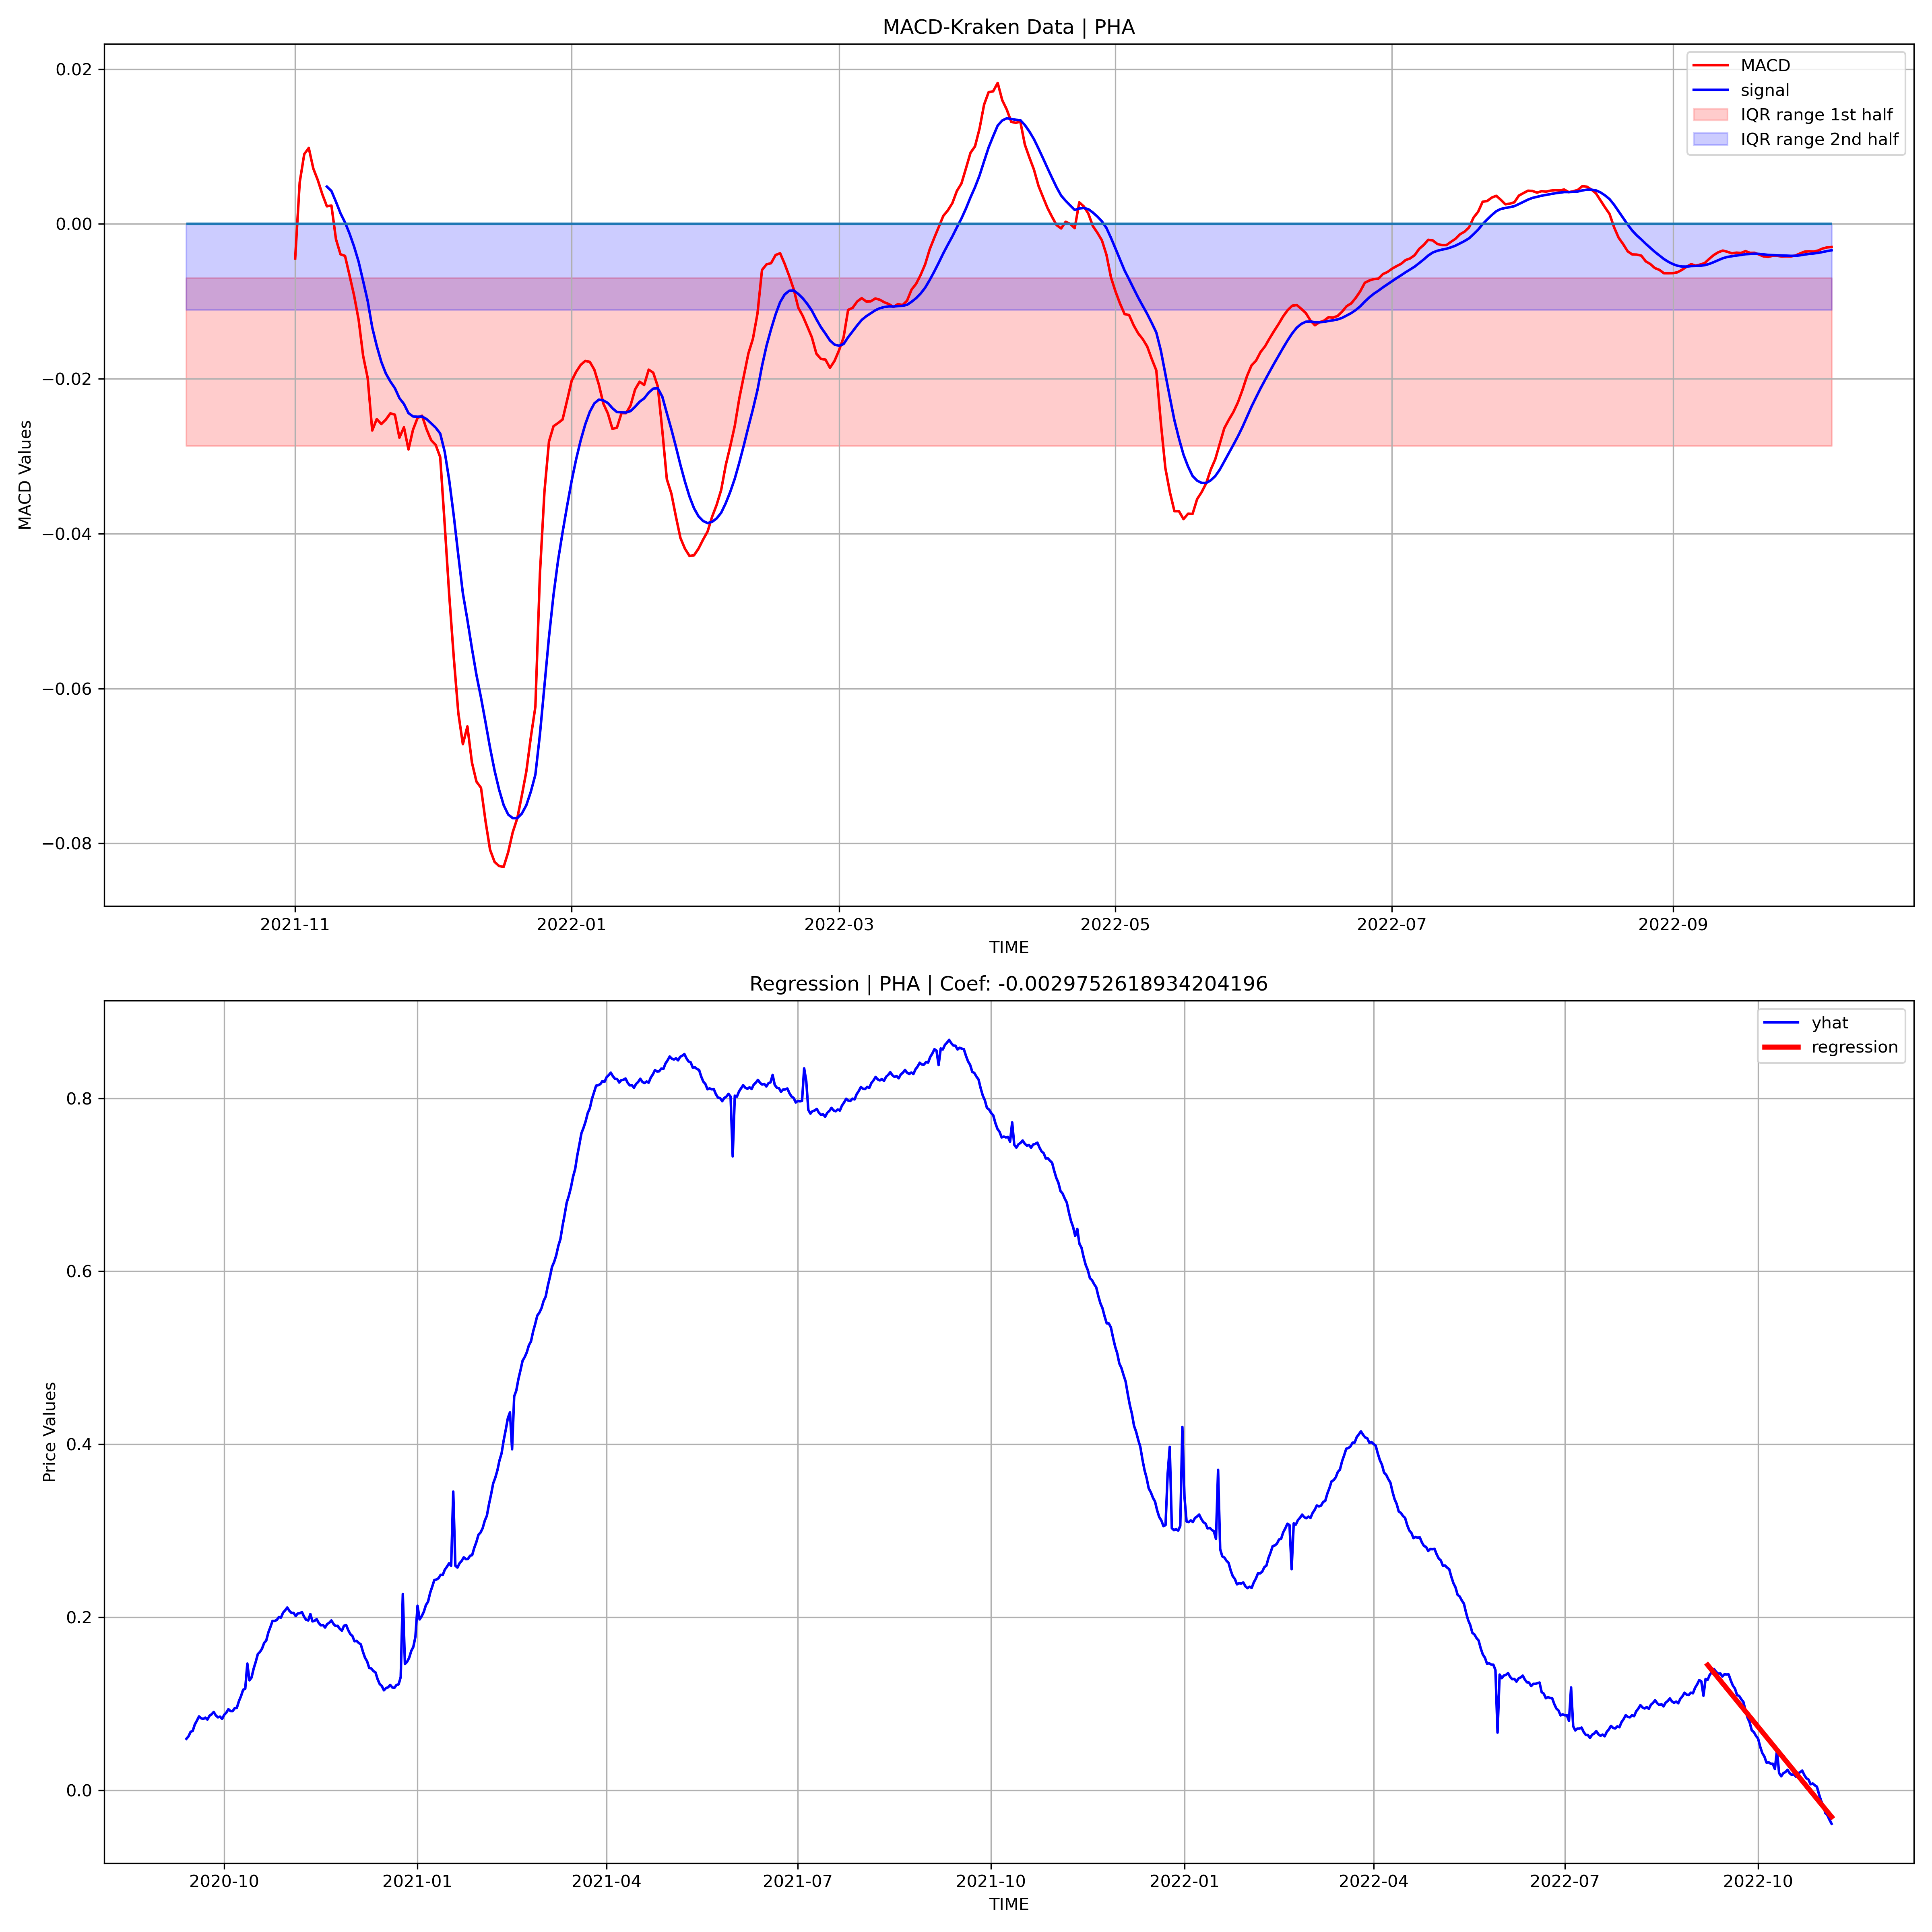 MACD-Kraken Data | PHA
MACD
signal
IQR range 1st half
IQR range 2nd half
MACD Values
0.02
0.00
−0.02
−0.04
−0.06
−0.08
2021-11 2022-01 2022-03 2022-05 2022-07 2022-09
TIME
Regression | PHA | Coef: -0.0029752618934204196
yhat
regression
Price Values
0.8
0.6
0.4
0.2
0.0
2020-10 2021-01 2021-04 2021-07 2021-10 2022-01 2022-04 2022-07 2022-10
TIME